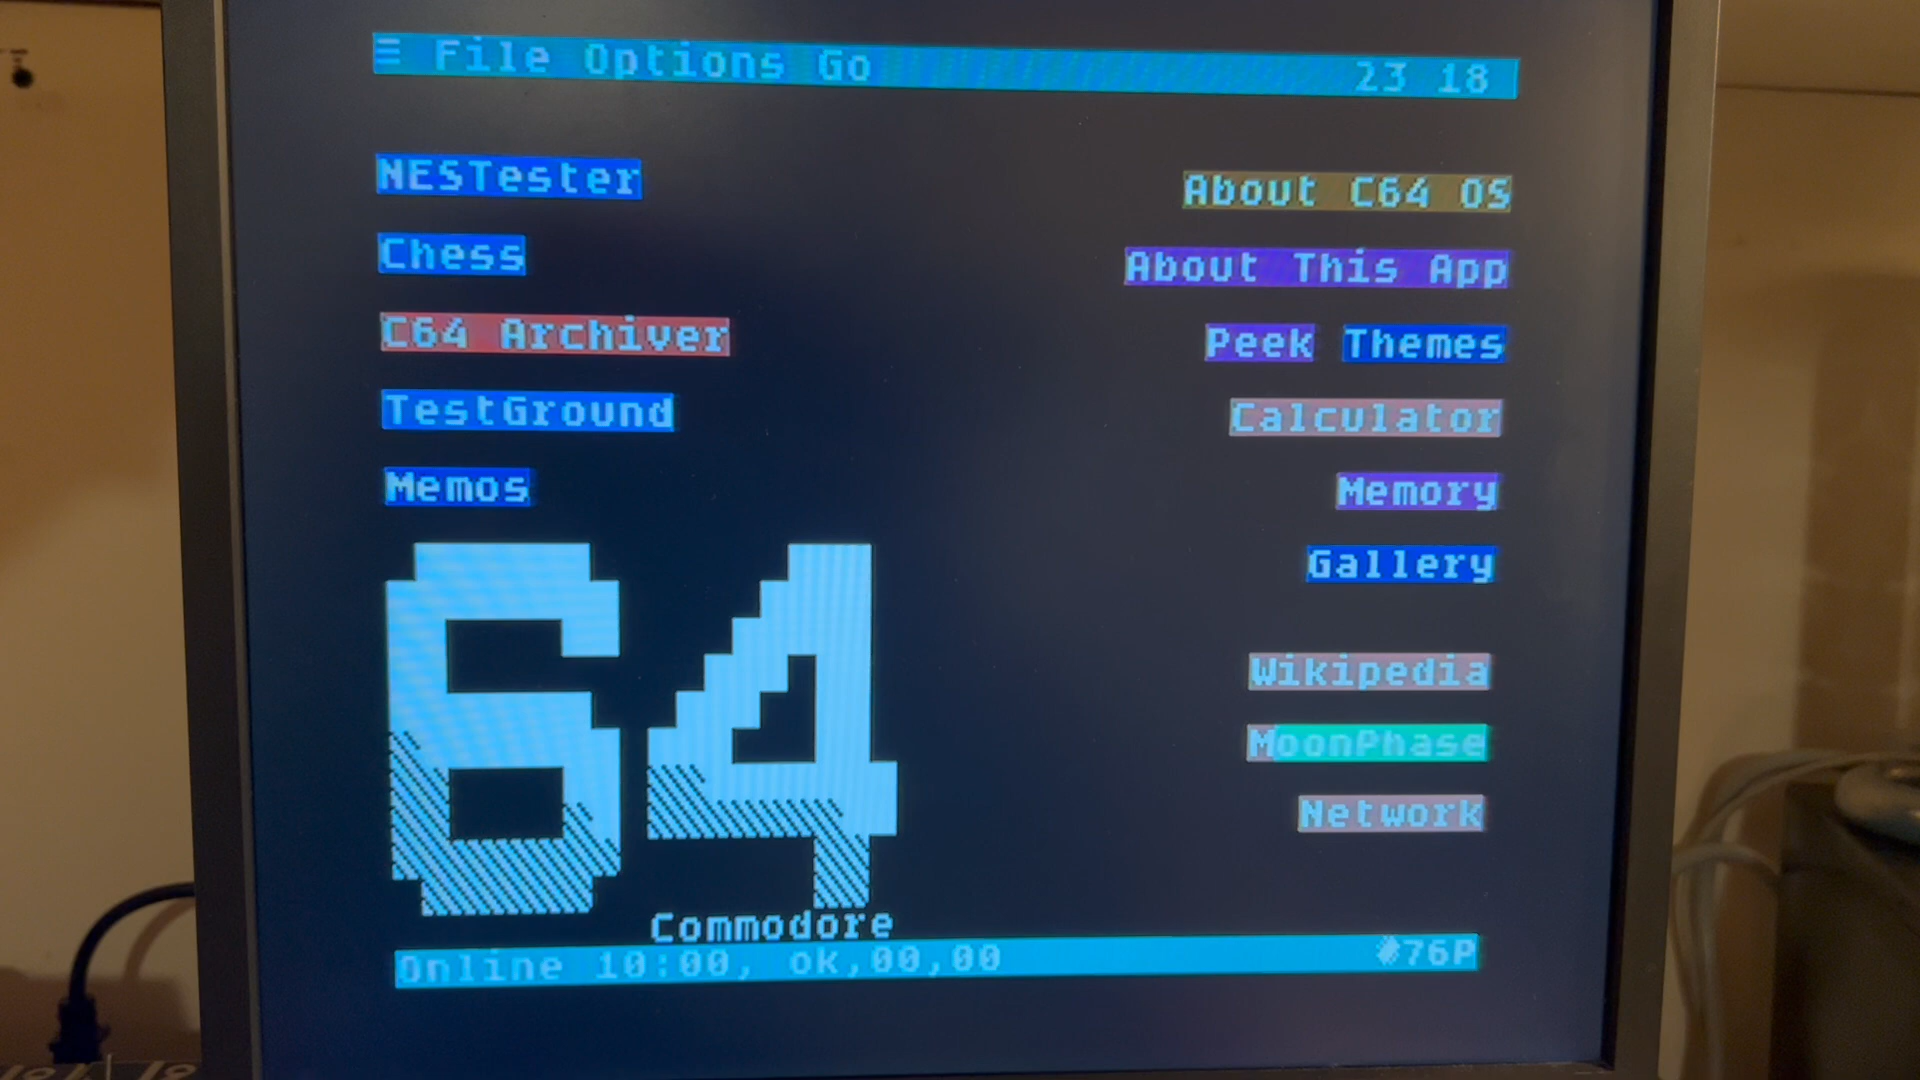 File Options Go 23 18
NESTester
About C64 OS
Chess
About This App
C64 Archiver
Peek Themes
TestGround
Calculator
Memos
Memory
Gallery
64
Wikipedia
MoonPhase
Network
Commodore
Online 10:00, ok,00,00 76P